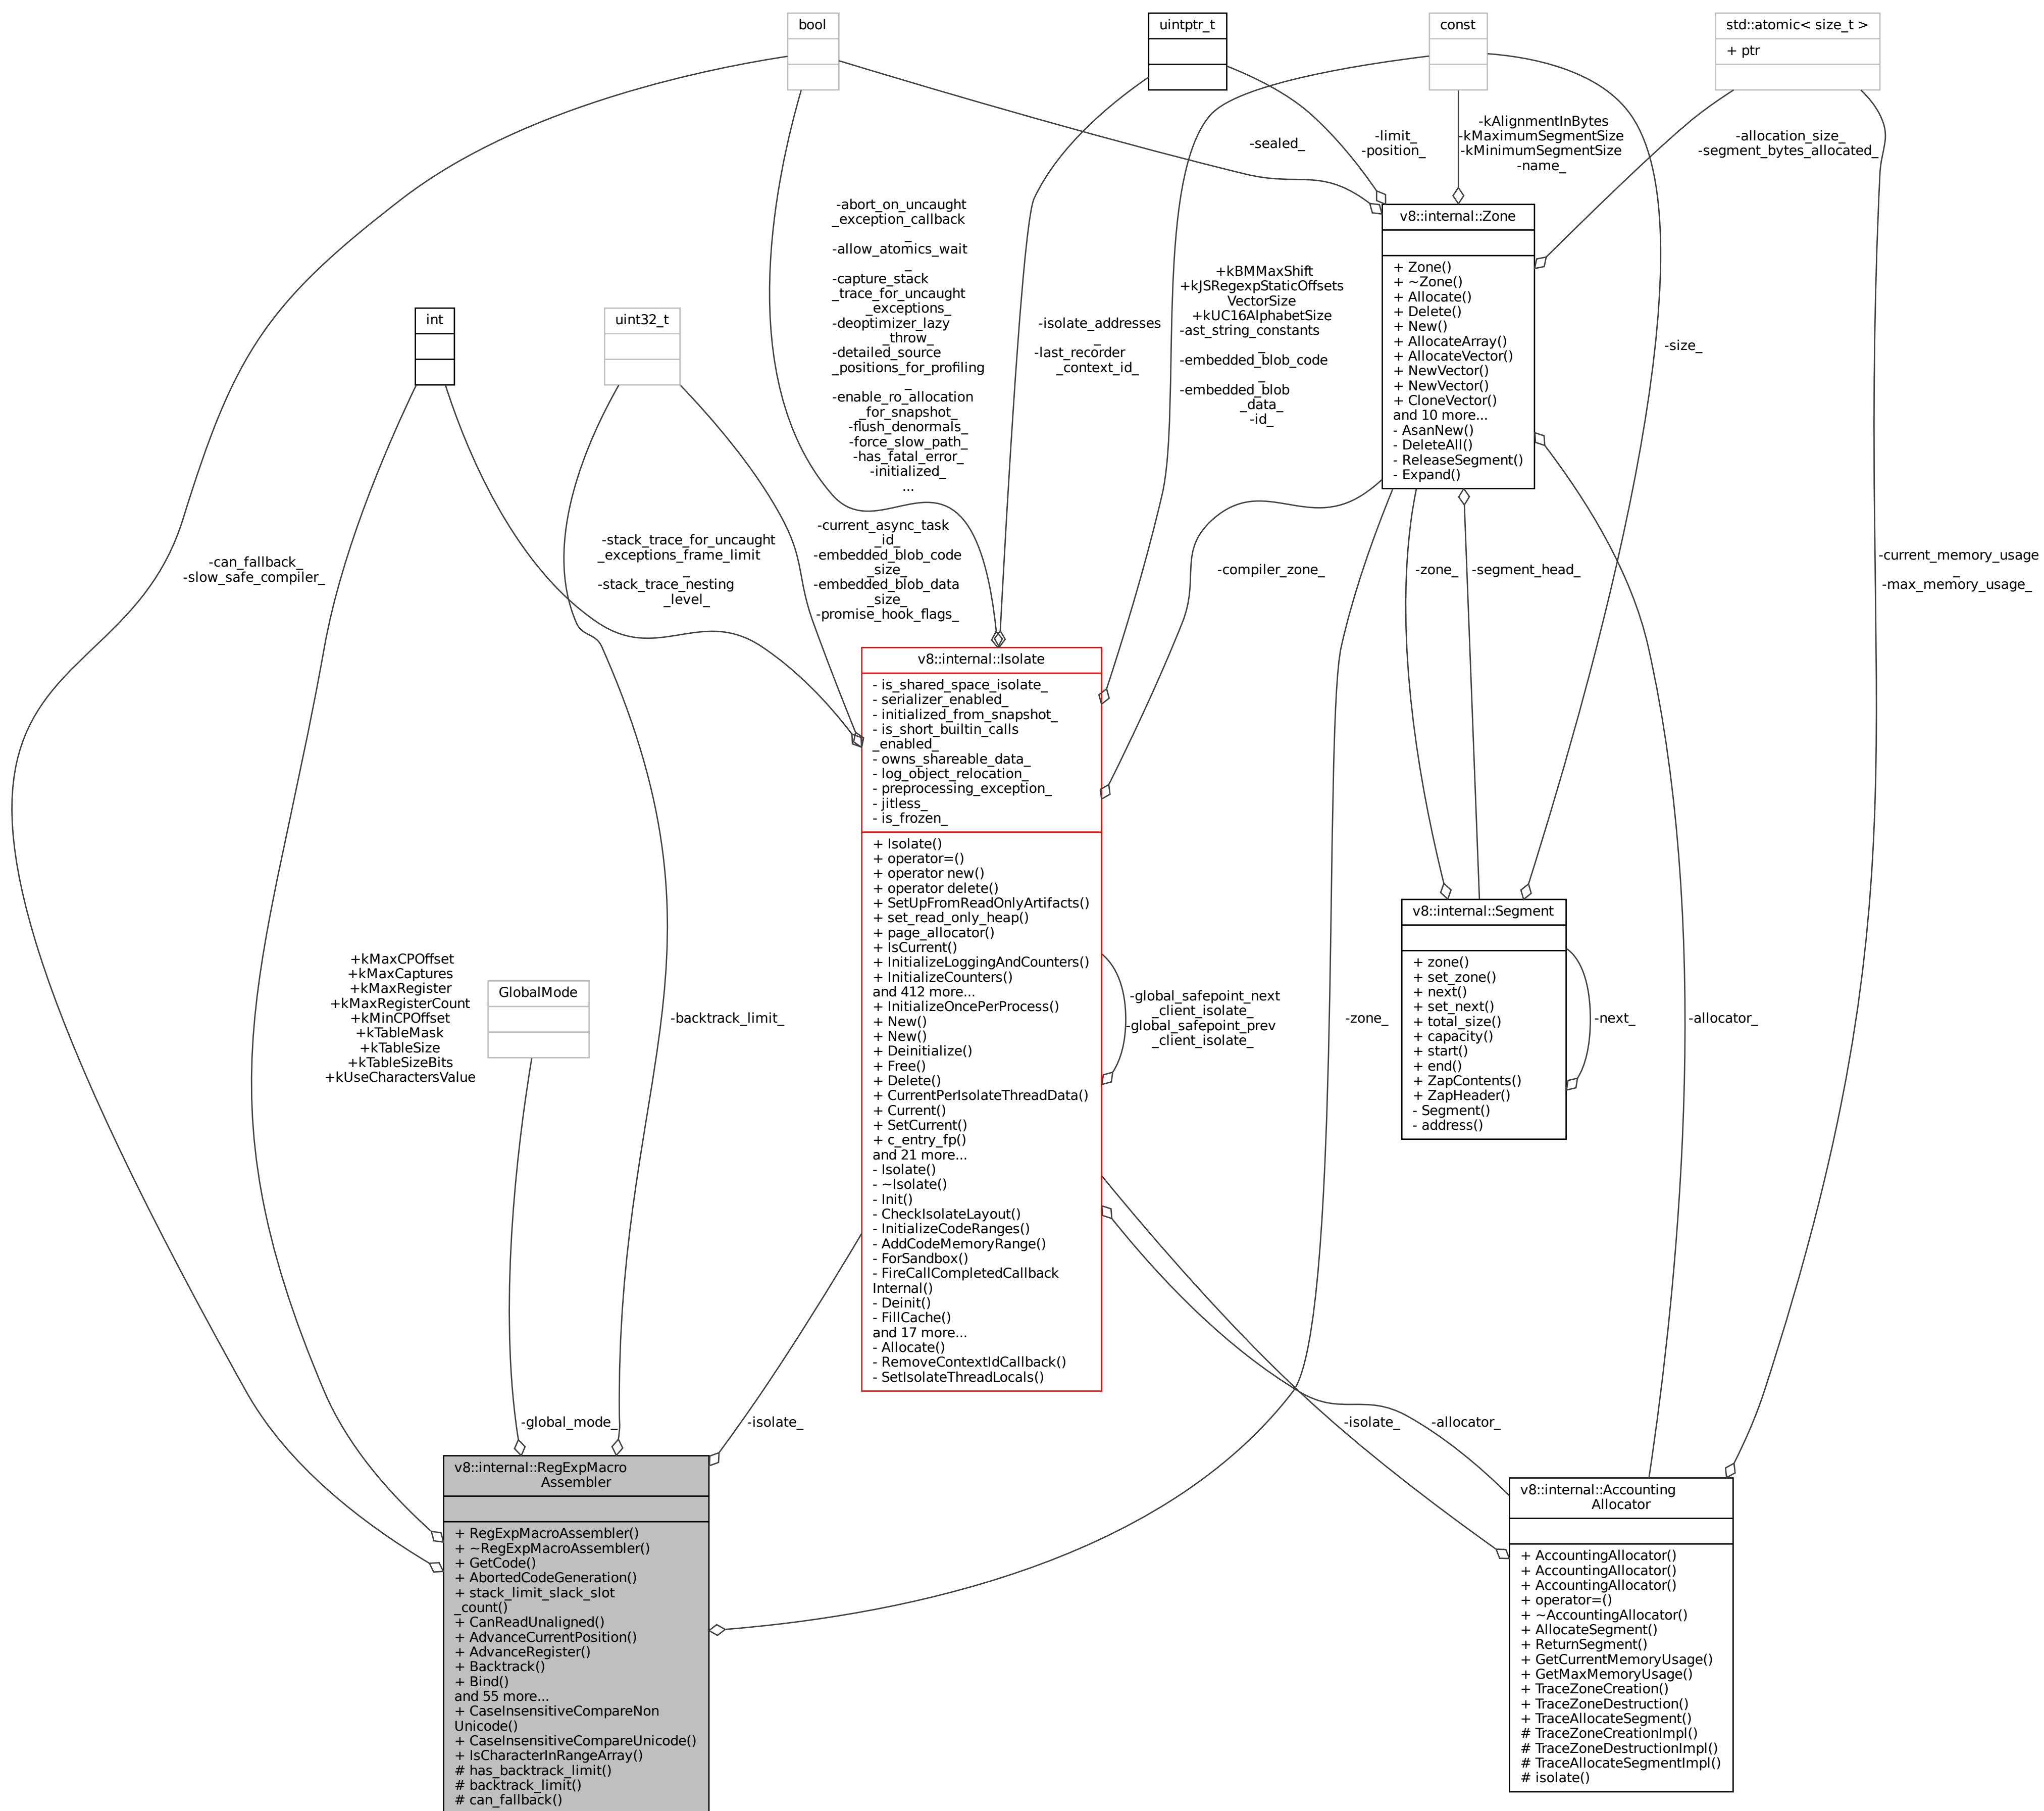 bool
uintptr_t
const
std::atomic< size_t >
+ ptr
-kAlignmentInBytes
-kMaximumSegmentSize
-kMinimumSegmentSize
-name_
-sealed_
-limit_
-position_
-allocation_size_
-segment_bytes_allocated_
-abort_on_uncaught
_exception_callback
_
-allow_atomics_wait
_
-capture_stack
_trace_for_uncaught
_exceptions_
-deoptimizer_lazy
_throw_
-detailed_source
_positions_for_profiling
_
-enable_ro_allocation
_for_snapshot_
-flush_denormals_
-force_slow_path_
-has_fatal_error_
-initialized_
...
-isolate_addresses
_
-last_recorder
_context_id_
+kBMMaxShift
+kJSRegexpStaticOffsets
VectorSize
+kUC16AlphabetSize
-ast_string_constants
_
-embedded_blob_code
_
-embedded_blob
_data_
-id_
v8::internal::Zone
+ Zone()
+ ~Zone()
+ Allocate()
+ Delete()
+ New()
+ AllocateArray()
+ AllocateVector()
+ NewVector()
+ NewVector()
+ CloneVector()
and 10 more...
- AsanNew()
- DeleteAll()
- ReleaseSegment()
- Expand()
-size_
int
uint32_t
-can_fallback_
-slow_safe_compiler_
-stack_trace_for_uncaught
_exceptions_frame_limit
_
-stack_trace_nesting
_level_
-current_async_task
_id_
-embedded_blob_code
_size_
-embedded_blob_data
_size_
-promise_hook_flags_
-compiler_zone_
-zone_
-segment_head_
-current_memory_usage
_
-max_memory_usage_
v8::internal::Isolate
- is_shared_space_isolate_
- serializer_enabled_
- initialized_from_snapshot_
- is_short_builtin_calls
_enabled_
- owns_shareable_data_
- log_object_relocation_
- preprocessing_exception_
- jitless_
- is_frozen_
+ Isolate()
+ operator=()
+ operator new()
+ operator delete()
+ SetUpFromReadOnlyArtifacts()
+ set_read_only_heap()
+ page_allocator()
+ IsCurrent()
+ InitializeLoggingAndCounters()
+ InitializeCounters()
and 412 more...
+ InitializeOncePerProcess()
+ New()
+ New()
+ Deinitialize()
+ Free()
+ Delete()
+ CurrentPerIsolateThreadData()
+ Current()
+ SetCurrent()
+ c_entry_fp()
and 21 more...
- Isolate()
- ~Isolate()
- Init()
- CheckIsolateLayout()
- InitializeCodeRanges()
- AddCodeMemoryRange()
- ForSandbox()
- FireCallCompletedCallback
Internal()
- Deinit()
- FillCache()
and 17 more...
- Allocate()
- RemoveContextIdCallback()
- SetIsolateThreadLocals()
v8::internal::Segment
+ zone()
+ set_zone()
+ next()
+ set_next()
+ total_size()
+ capacity()
+ start()
+ end()
+ ZapContents()
+ ZapHeader()
- Segment()
- address()
+kMaxCPOffset
+kMaxCaptures
+kMaxRegister
+kMaxRegisterCount
+kMinCPOffset
+kTableMask
+kTableSize
+kTableSizeBits
+kUseCharactersValue
GlobalMode
-backtrack_limit_
-global_safepoint_next
_client_isolate_
-global_safepoint_prev
_client_isolate_
-zone_
-next_
-allocator_
-global_mode_
-isolate_
-isolate_
-allocator_
v8::internal::RegExpMacro
Assembler
+ RegExpMacroAssembler()
+ ~RegExpMacroAssembler()
+ GetCode()
+ AbortedCodeGeneration()
+ stack_limit_slack_slot
_count()
+ CanReadUnaligned()
+ AdvanceCurrentPosition()
+ AdvanceRegister()
+ Backtrack()
+ Bind()
and 55 more...
+ CaseInsensitiveCompareNon
Unicode()
+ CaseInsensitiveCompareUnicode()
+ IsCharacterInRangeArray()
# has_backtrack_limit()
# backtrack_limit()
# can_fallback()
v8::internal::Accounting
Allocator
+ AccountingAllocator()
+ AccountingAllocator()
+ AccountingAllocator()
+ operator=()
+ ~AccountingAllocator()
+ AllocateSegment()
+ ReturnSegment()
+ GetCurrentMemoryUsage()
+ GetMaxMemoryUsage()
+ TraceZoneCreation()
+ TraceZoneDestruction()
+ TraceAllocateSegment()
# TraceZoneCreationImpl()
# TraceZoneDestructionImpl()
# TraceAllocateSegmentImpl()
# isolate()